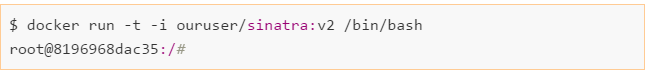 $ docker run -t -i ouruser/sinatra:v2 /bin/bash
root@8196968dac35:/#